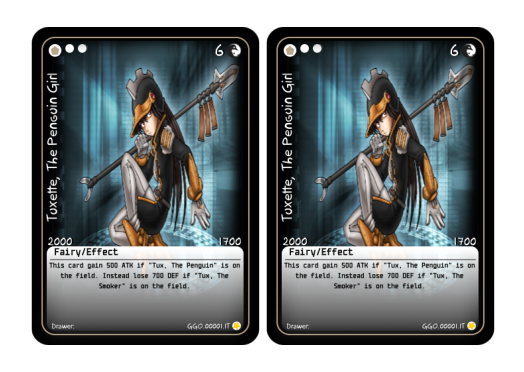 6
Tuxette, The Penguin Girl
2000 1700
Fairy/Effect
This card gain 500 ATK if "Tux, The Penguin" is on
the field. Instead lose 700 DEF if "Tux, The
Smoker" is on the field.
Drawer: GGO.00001.IT
6
Tuxette, The Penguin Girl
2000 1700
Fairy/Effect
This card gain 500 ATK if "Tux, The Penguin" is on
the field. Instead lose 700 DEF if "Tux, The
Smoker" is on the field.
Drawer: GGO.00001.IT